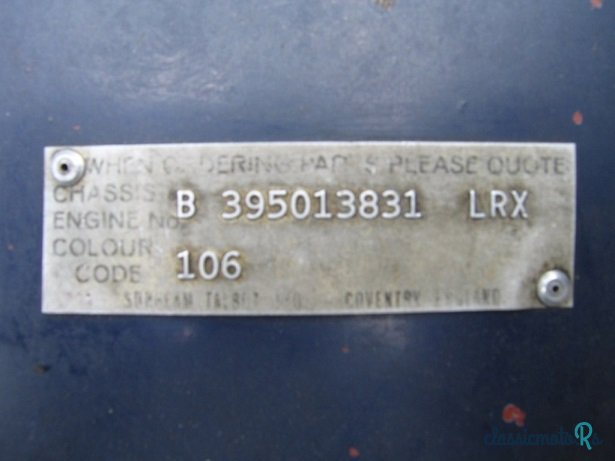 WHEN ORDERING PARTS PLEASE QUOTE
CHASSIS
ENGINE No. B 395013831 LRX
COLOUR
CODE 106
SUNBEAM TALBOT LTD COVENTRY ENGLAND
classicmotoRs